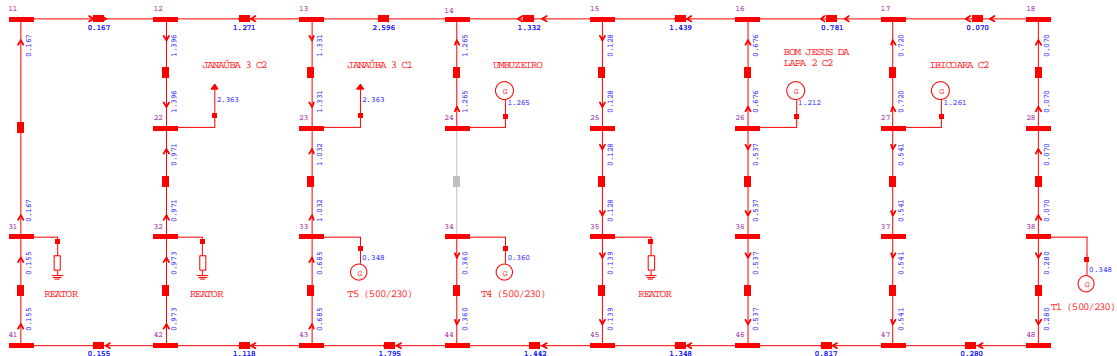 11 12 13 14 15 16 17 18
0.167 1.271 2.596 1.332 1.439 0.781 0.070
0.167 1.396 1.331 1.265 0.128 0.676 0.720 0.070
JANAÚBA 3 C2 JANAÚBA 3 C1 UMBUZEIRO BOM JESUS DA IBICOARA C2
LAPA 2 C2
G G G
2.363 2.363 1.265 1.212 1.261
1.396 1.331 1.265 0.128 0.676 0.720 0.070
22 23 24 25 26 27 28
0.971 1.032 0.128 0.537 0.541 0.070
0.167 0.971 1.032 0.128 0.537 0.541 0.070
31 32 33 34 35 36 37 38
0.155 0.973 0.685 0.348 0.360 0.360 0.139 0.537 0.541 0.280 0.348
G G G
REATOR REATOR T5 (500/230) T4 (500/230) REATOR T1 (500/230)
0.155 0.973 0.685 0.360 0.139 0.537 0.541 0.280
41 42 43 44 45 46 47 48
0.155 1.118 1.795 1.442 1.348 0.817 0.280